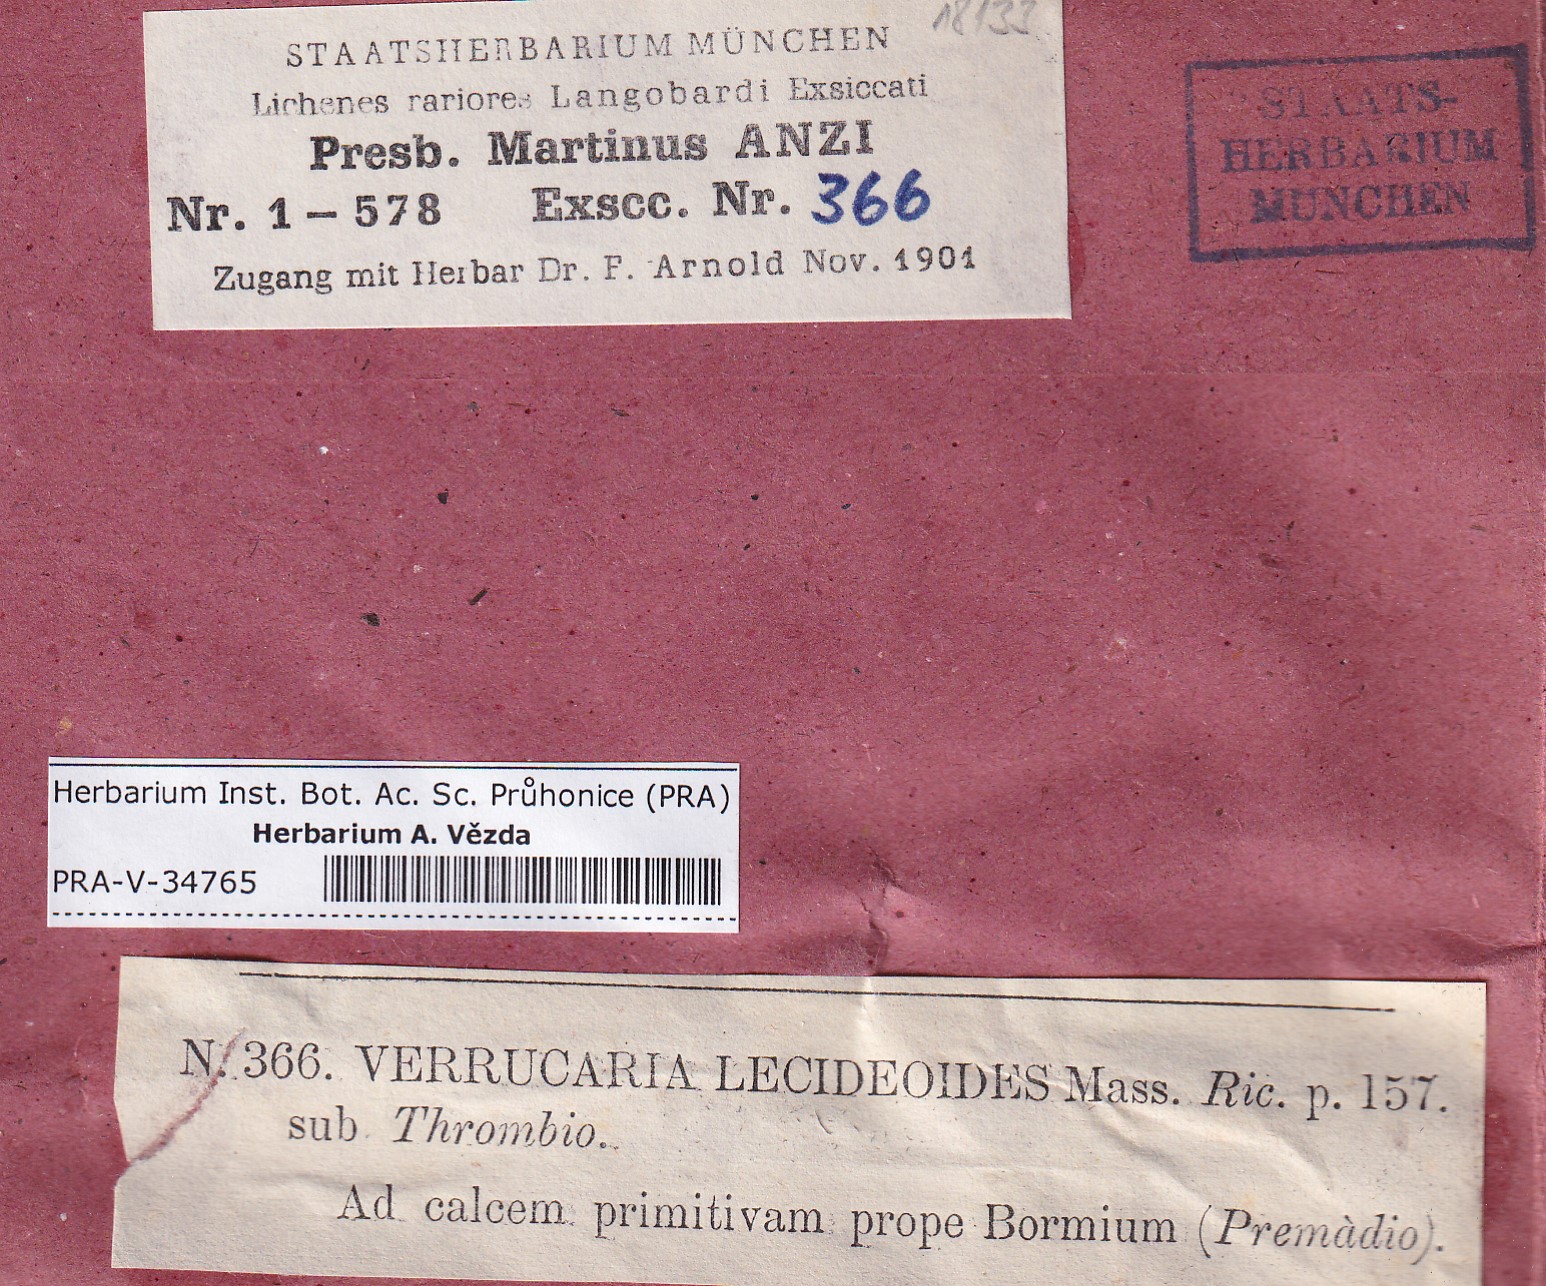 18/33
STAATSHERBARIUM MÜNCHEN
Lichenes rariores Langobardi Exsiccati
Presb. Martinus ANZI
Nr. 1 – 578 Exscc. Nr. 366
Zugang mit Herbar Dr. F. Arnold Nov. 1901
STAATS-
HERBARIUM
MÜNCHEN
Herbarium Inst. Bot. Ac. Sc. Průhonice (PRA)
Herbarium A. Vězda
PRA-V-34765
N. 366. VERRUCARIA LECIDEOIDES Mass. Ric. p. 157.
sub Thrombio.
Ad calcem primitivam prope Bormium (Premàdio).